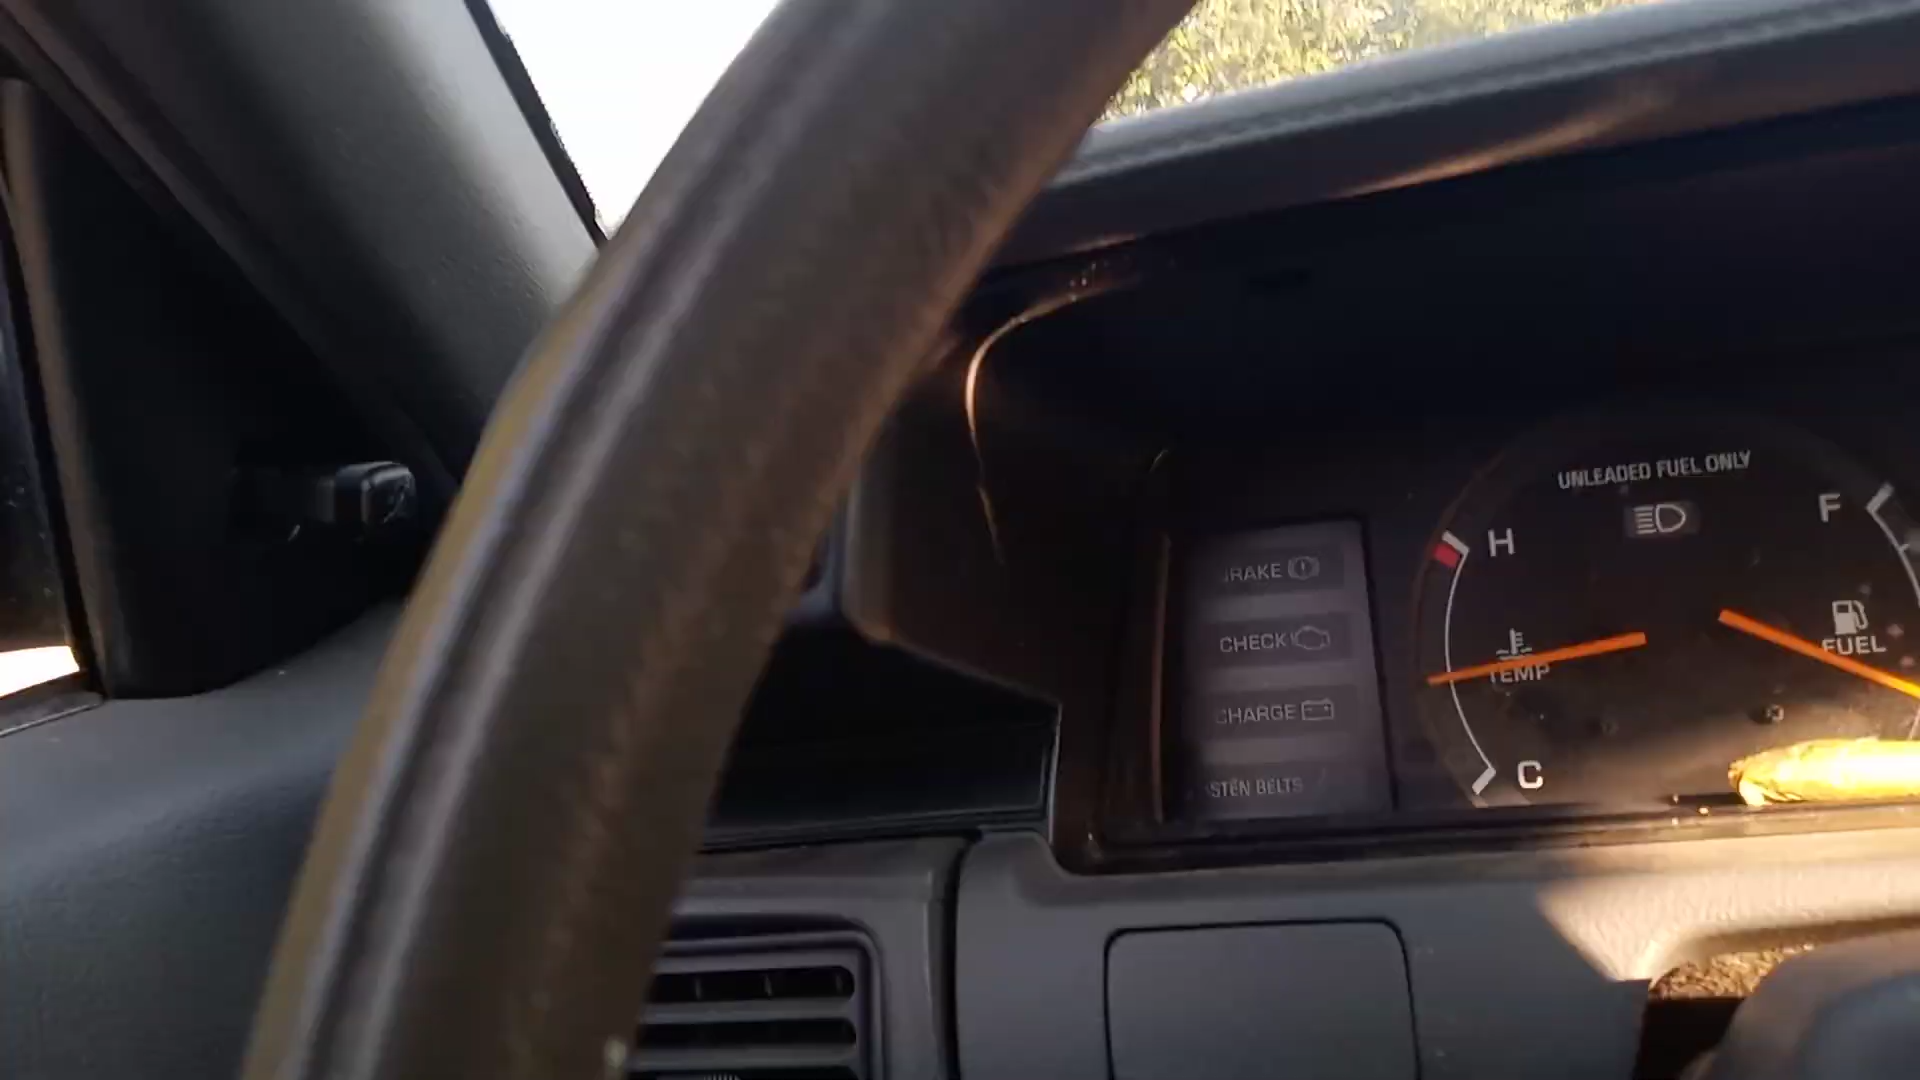 UNLEADED FUEL ONLY
F
H
RAKE
CHECK
FUEL
TEMP
CHARGE
STEN BELTS
C